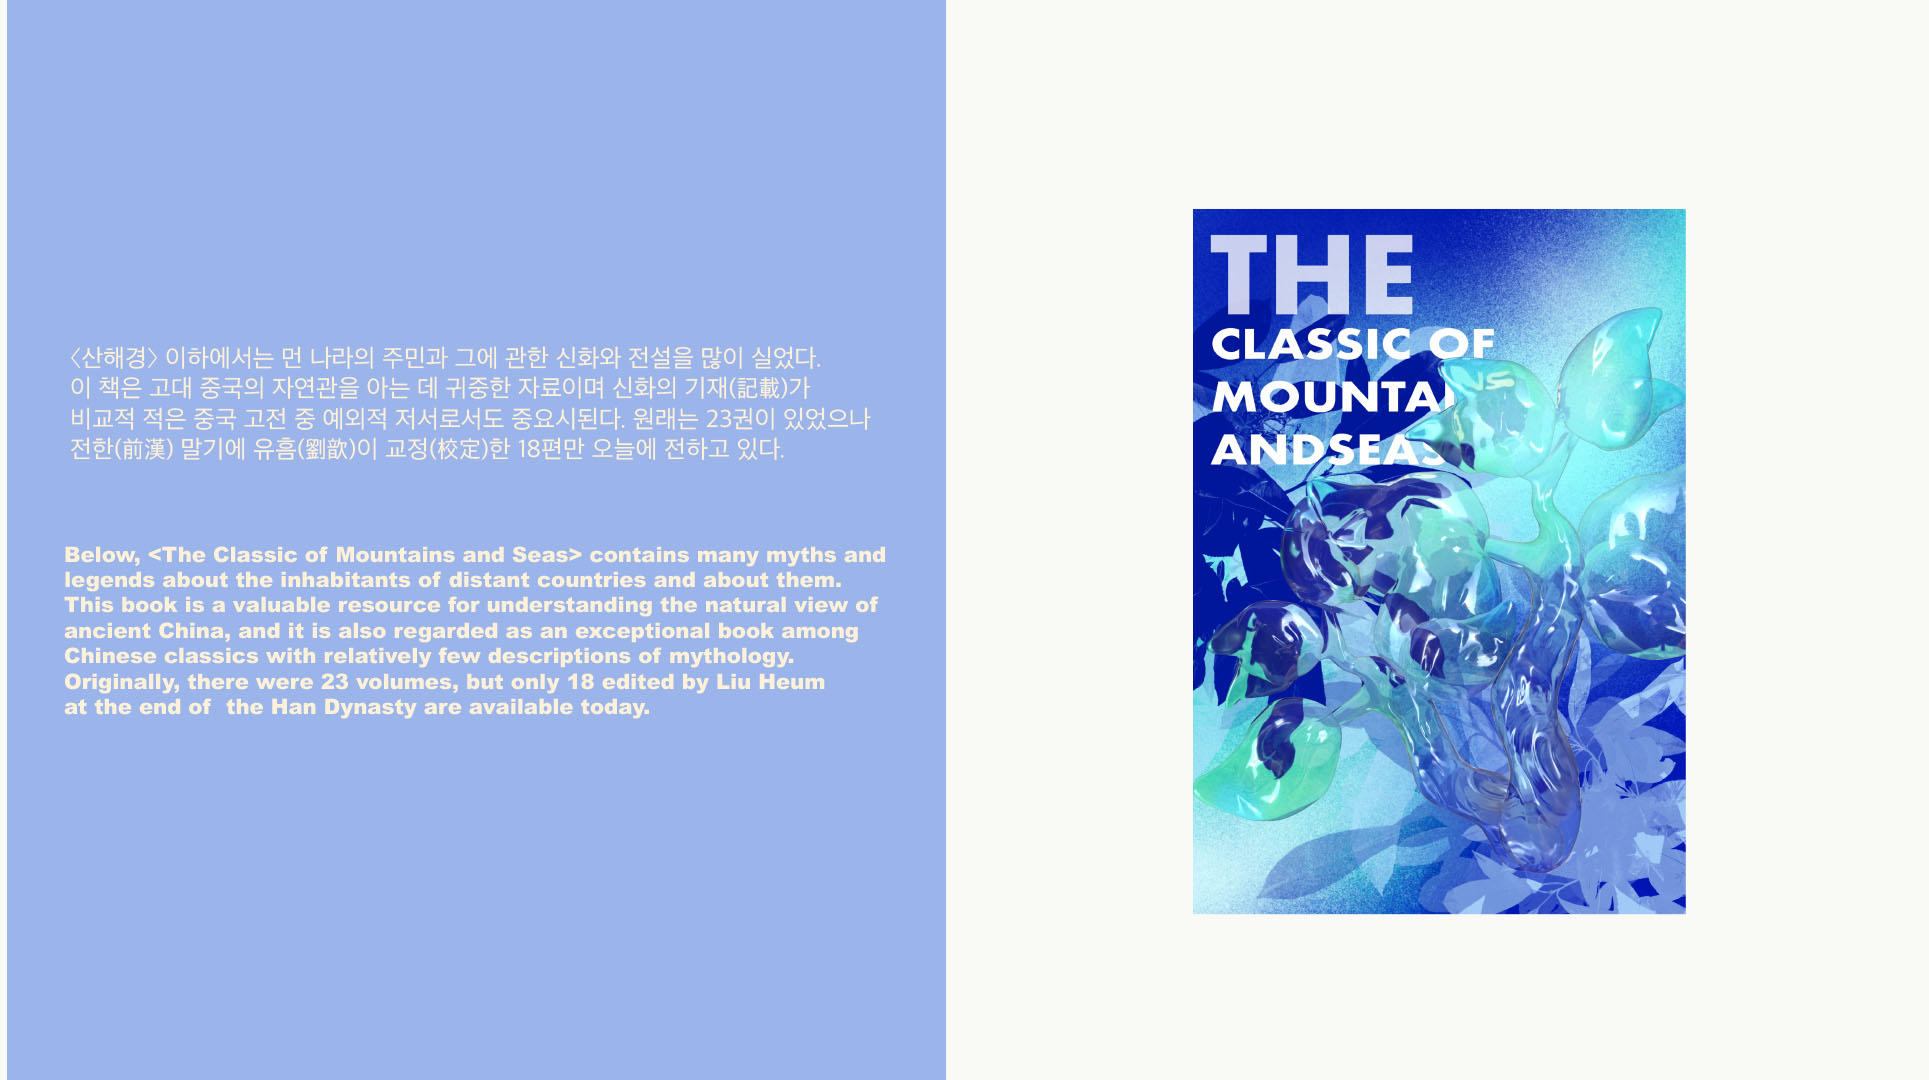 〈산해경〉 이하에서는 먼 나라의 주민과 그에 관한 신화와 전설을 많이 실었다.
이 책은 고대 중국의 자연관을 아는 데 귀중한 자료이며 신화의 기재(記載)가
비교적 적은 중국 고전 중 예외적 저서로서도 중요시된다. 원래는 23권이 있었으나
전한(前漢) 말기에 유흠(劉歆)이 교정(校定)한 18편만 오늘에 전하고 있다.
Below, <The Classic of Mountains and Seas> contains many myths and
legends about the inhabitants of distant countries and about them.
This book is a valuable resource for understanding the natural view of
ancient China, and it is also regarded as an exceptional book among
Chinese classics with relatively few descriptions of mythology.
Originally, there were 23 volumes, but only 18 edited by Liu Heum
at the end of  the Han Dynasty are available today.
THE
CLASSIC OF
MOUNTAINS
ANDSEAS